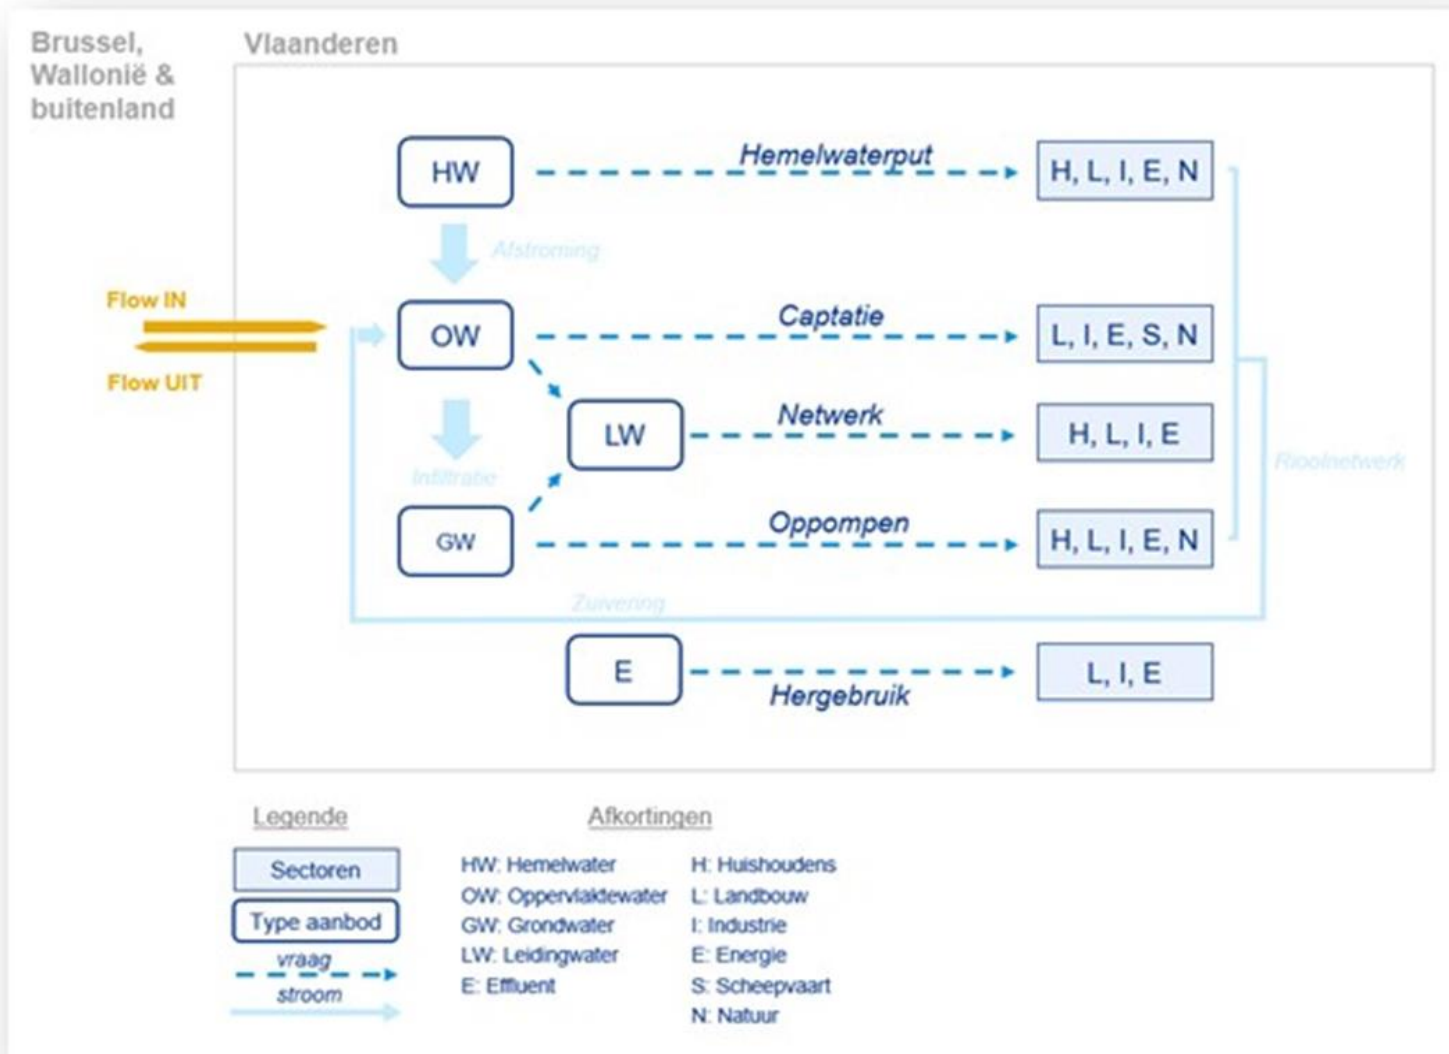 Brussel,
Wallonië &
buitenland
Vlaanderen
HW
Hemelwaterput
H, L, I, E, N
Afstroming
Flow IN
OW
Captatie
L, I, E, S, N
Flow UIT
LW
Netwerk
H, L, I, E
Infiltratie
Rioolnetwerk
GW
Oppompen
H, L, I, E, N
Zuivering
E
Hergebruik
L, I, E
Legende
Sectoren
Type aanbod
vraag
stroom
Afkortingen
HW: Hemelwater
OW: Oppervlaktewater
GW: Grondwater
LW: Leidingwater
E: Effluent
H: Huishoudens
L: Landbouw
I: Industrie
E: Energie
S: Scheepvaart
N: Natuur